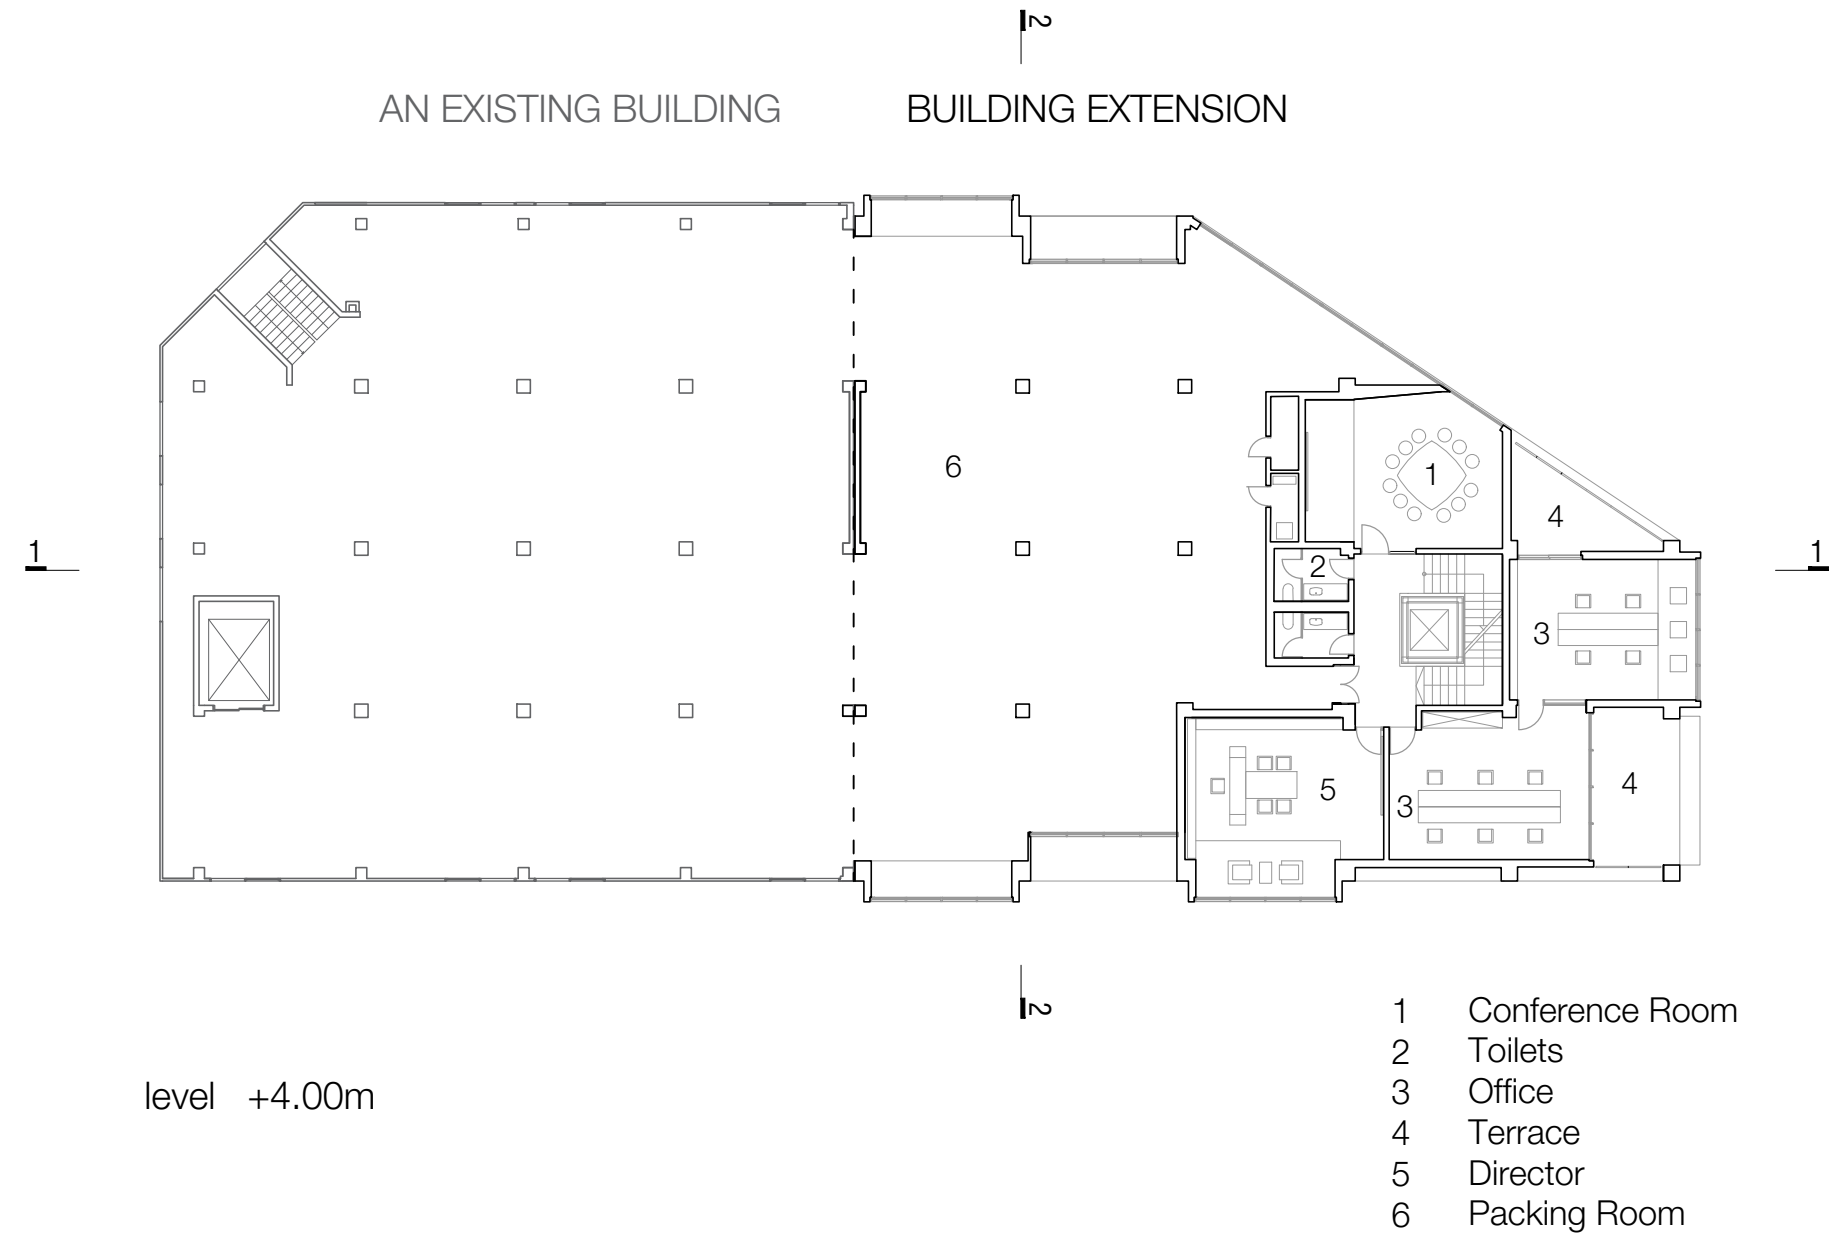 2
AN EXISTING BUILDING BUILDING EXTENSION
6
1
4
1
1
2
3
5
3
4
2
1 Conference Room
2 Toilets
level +4.00m
3 Office
4 Terrace
5 Director
6 Packing Room